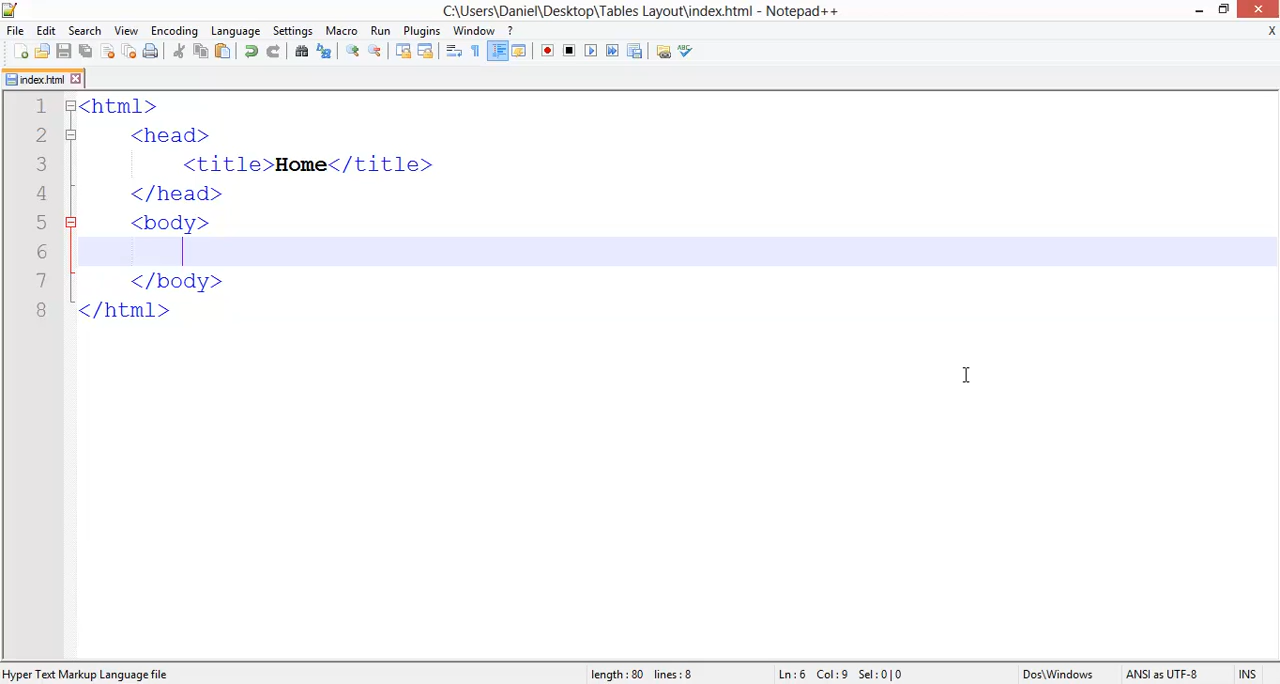 C:\Users\Daniel\Desktop\Tables Layout\index.html - Notepad++
File Edit Search View Encoding Language Settings Macro Run Plugins Window ? X
index.html
1 <html>
2 <head>
3 <title>Home</title>
4 </head>
5 <body>
6
7 </body>
8 </html>
Hyper Text Markup Language file length : 80 lines : 8 Ln : 6 Col : 9 Sel : 0 | 0 Dos\Windows ANSI as UTF-8 INS